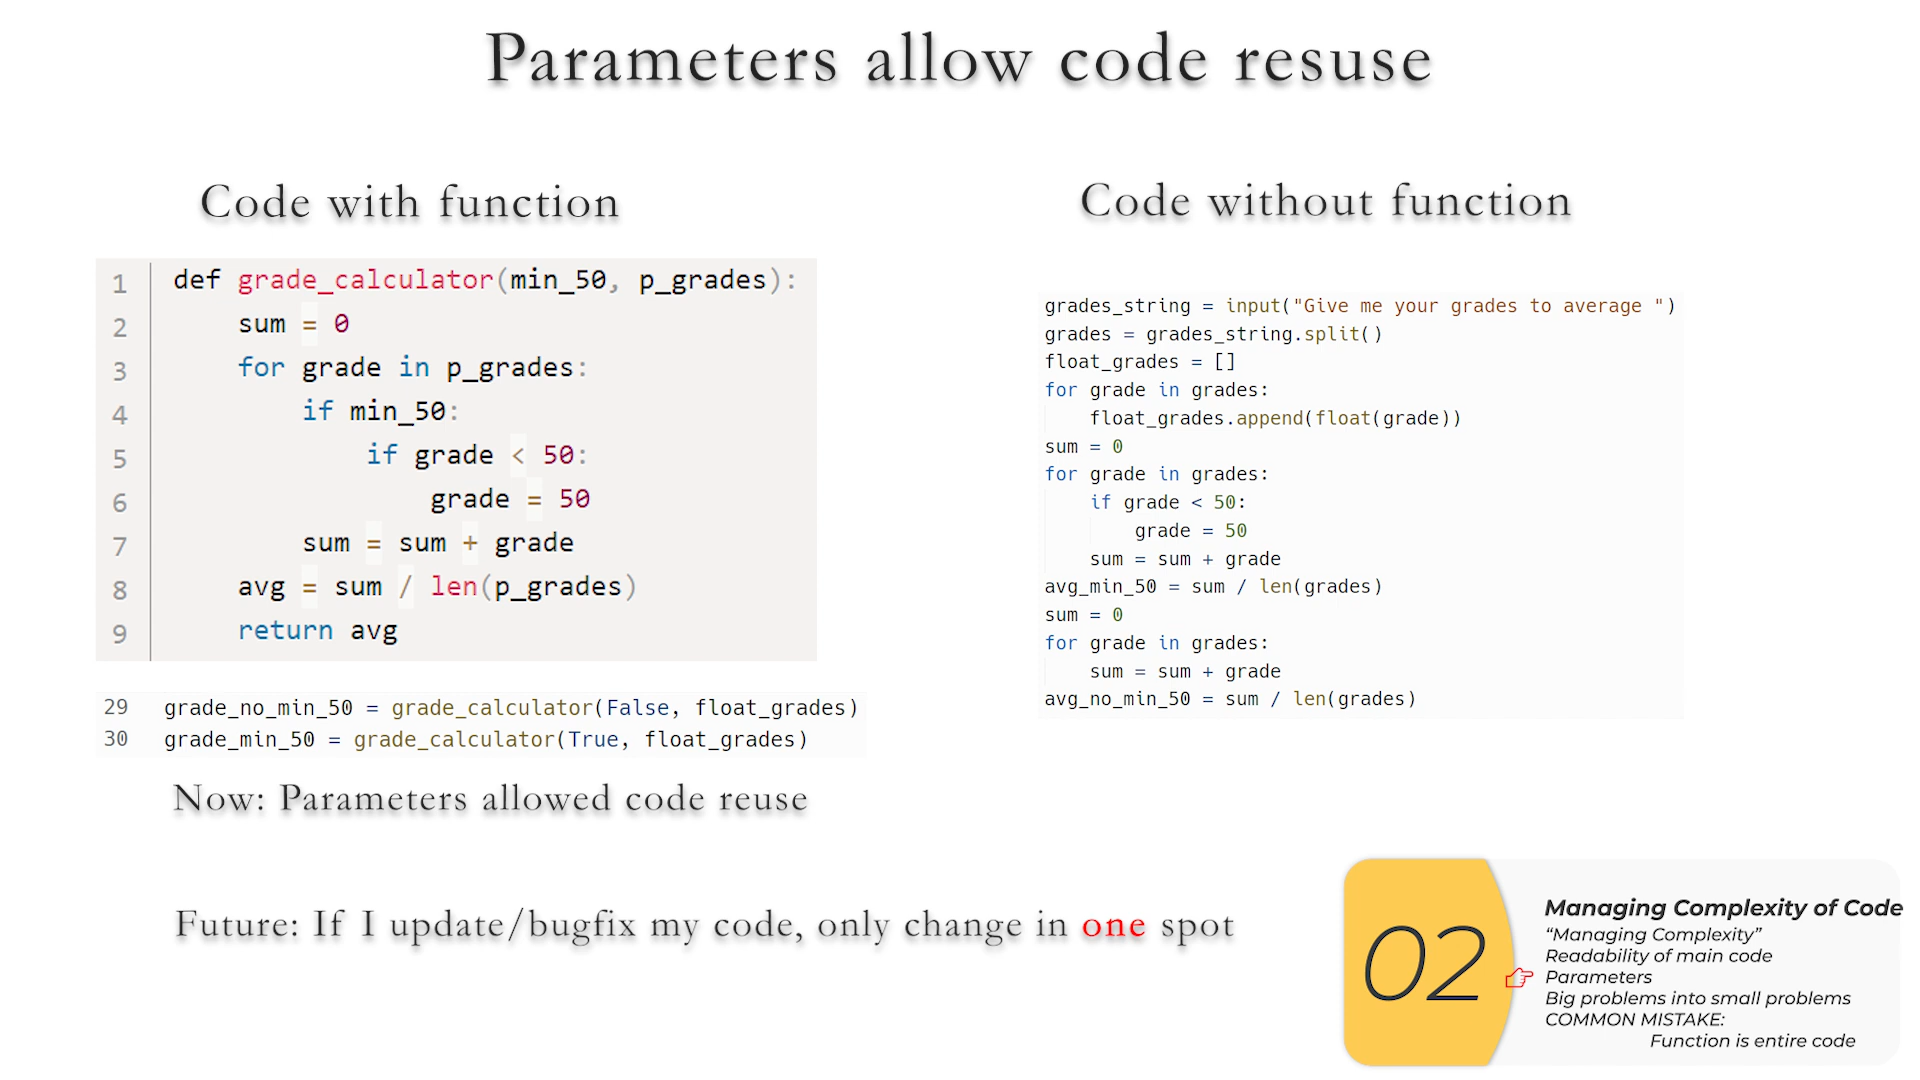 Parameters allow code resuse
Code with function
1 def grade_calculator(min_50, p_grades):
2     sum = 0
3     for grade in p_grades:
4         if min_50:
5             if grade < 50:
6                 grade = 50
7         sum = sum + grade
8     avg = sum / len(p_grades)
9     return avg
29 grade_no_min_50 = grade_calculator(False, float_grades)
30 grade_min_50 = grade_calculator(True, float_grades)
Now: Parameters allowed code reuse
Code without function
grades_string = input("Give me your grades to average ")
grades = grades_string.split()
float_grades = []
for grade in grades:
    float_grades.append(float(grade))
sum = 0
for grade in grades:
    if grade < 50:
        grade = 50
    sum = sum + grade
avg_min_50 = sum / len(grades)
sum = 0
for grade in grades:
    sum = sum + grade
avg_no_min_50 = sum / len(grades)
Future: If I update/bugfix my code, only change in one spot
02
Managing Complexity of Code
“Managing Complexity”
Readability of main code
Parameters
Big problems into small problems
COMMON MISTAKE:
Function is entire code